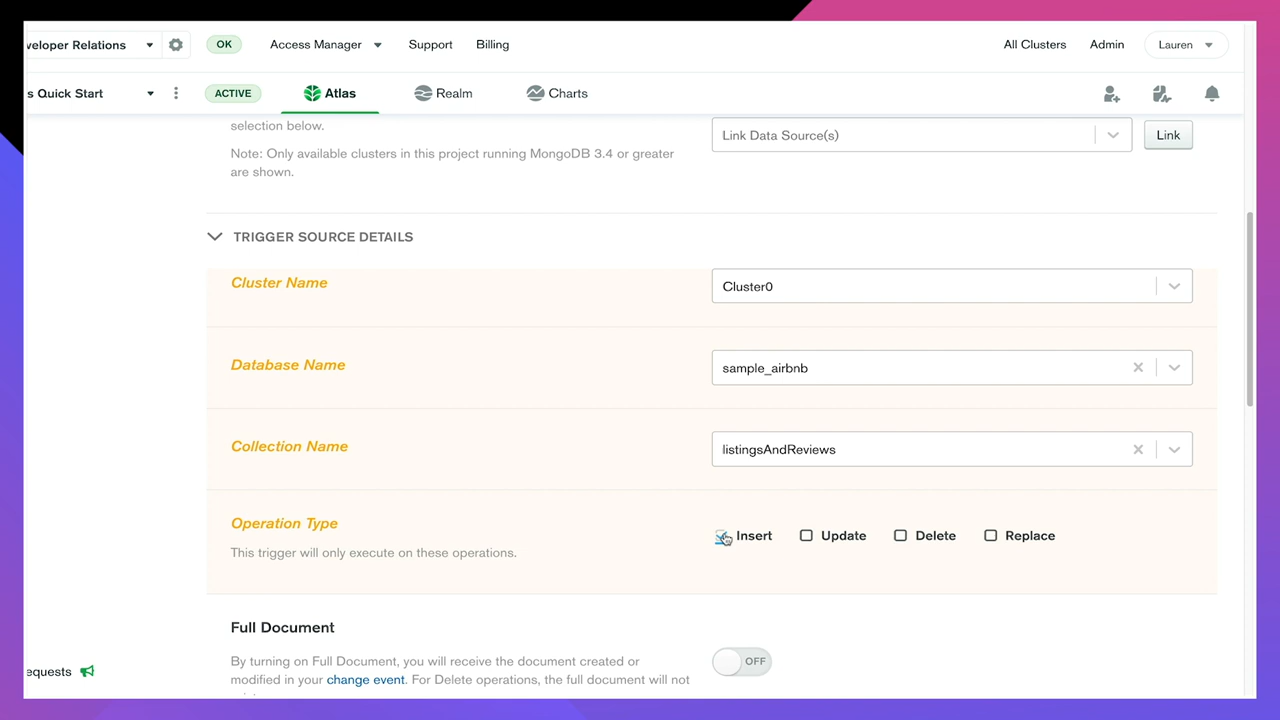 veloper Relations
OK
Access Manager
Support
Billing
All Clusters
Admin
Lauren
s Quick Start
ACTIVE
Atlas
Realm
Charts
selection below.
Note: Only available clusters in this project running MongoDB 3.4 or greater
are shown.
Link Data Source(s)
Link
TRIGGER SOURCE DETAILS
Cluster Name
Cluster0
Database Name
sample_airbnb
Collection Name
listingsAndReviews
Operation Type
This trigger will only execute on these operations.
Insert
Update
Delete
Replace
Full Document
By turning on Full Document, you will receive the document created or
modified in your change event. For Delete operations, the full document will not
OFF
equests